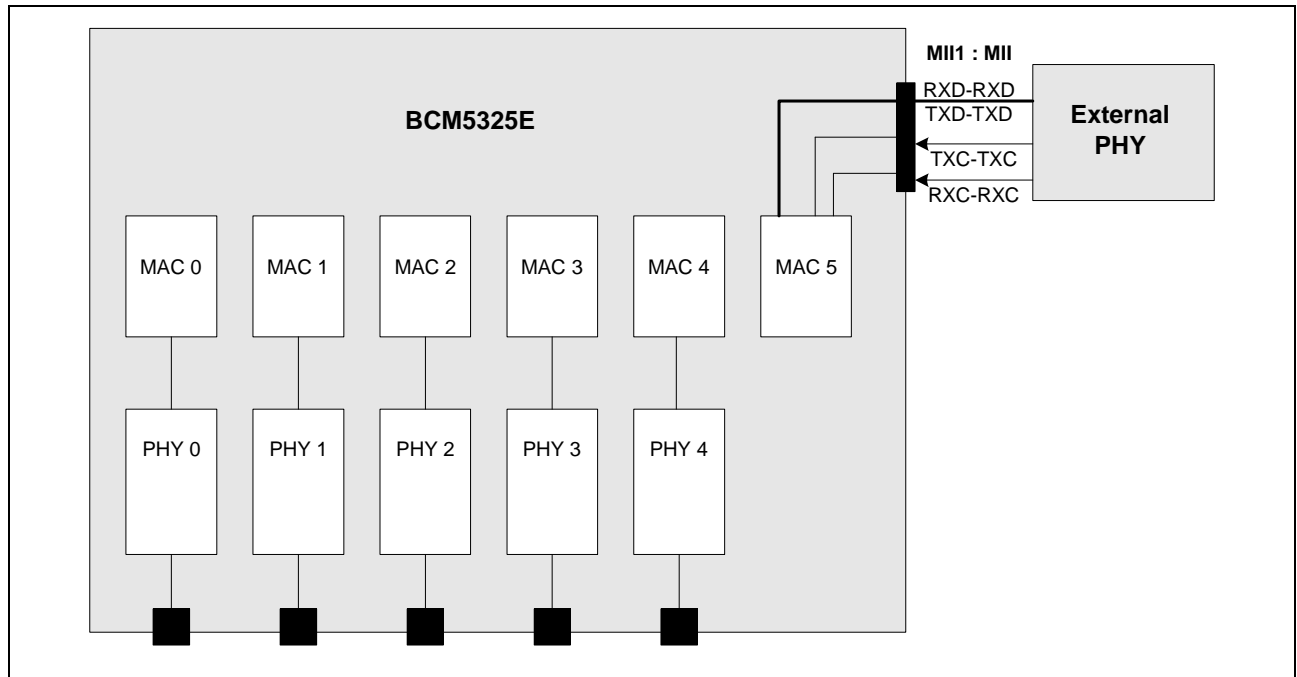 MII1 : MII
RXD-RXD
TXD-TXD
TXC-TXC
RXC-RXC
External
PHY
BCM5325E
MAC 0
MAC 1
MAC 2
MAC 3
MAC 4
MAC 5
PHY 0
PHY 1
PHY 2
PHY 3
PHY 4